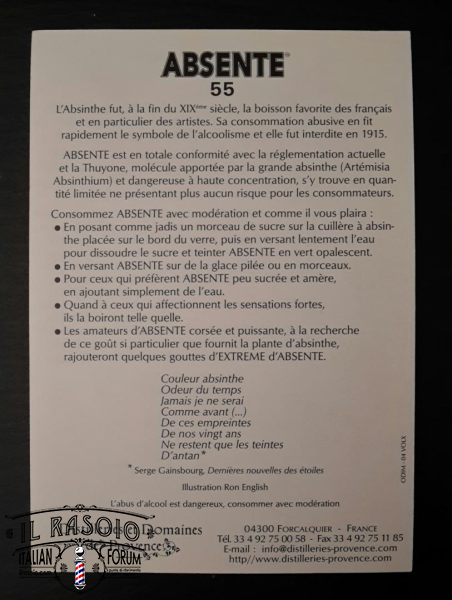 ABSENTE®
55
L'Absinthe fut, à la fin du XIXème siècle, la boisson favorite des français
et en particulier des artistes. Sa consommation abusive en fit
rapidement le symbole de l'alcoolisme et elle fut interdite en 1915.
ABSENTE est en totale conformité avec la réglementation actuelle
et la Thuyone, molécule apportée par la grande absinthe (Artémisia
Absinthium) et dangereuse à haute concentration, s'y trouve en quan-
tité limitée ne présentant plus aucun risque pour les consommateurs.
Consommez ABSENTE avec modération et comme il vous plaira :
● En posant comme jadis un morceau de sucre sur la cuillère à absin-
the placée sur le bord du verre, puis en versant lentement l'eau
pour dissoudre le sucre et teinter ABSENTE en vert opalescent.
● En versant ABSENTE sur de la glace pilée ou en morceaux.
● Pour ceux qui préfèrent ABSENTE peu sucrée et amère,
en ajoutant simplement de l'eau.
● Quand à ceux qui affectionnent les sensations fortes,
ils la boiront telle quelle.
● Les amateurs d'ABSENTE corsée et puissante, à la recherche
de ce goût si particulier que fournit la plante d'absinthe,
rajouteront quelques gouttes d'EXTREME d'ABSENTE.
Couleur absinthe
Odeur du temps
Jamais je ne serai
Comme avant (...)
De ces empreintes
De nos vingt ans
Ne restent que les teintes
D'antan*
* Serge Gainsbourg, Dernières nouvelles des étoiles
Illustration Ron English
L'abus d'alcool est dangereux, consommer avec modération
ODIM - 04 VOLX
Domaines
Provence
04300 FORCALQUIER - FRANCE
Tél. 33 4 92 75 00 58 - Fax 33 4 92 75 11 85
E-mail : info@distilleries-provence.com
http//www.distilleries-provence.com
IL RASOIO
ITALIAN FORUM